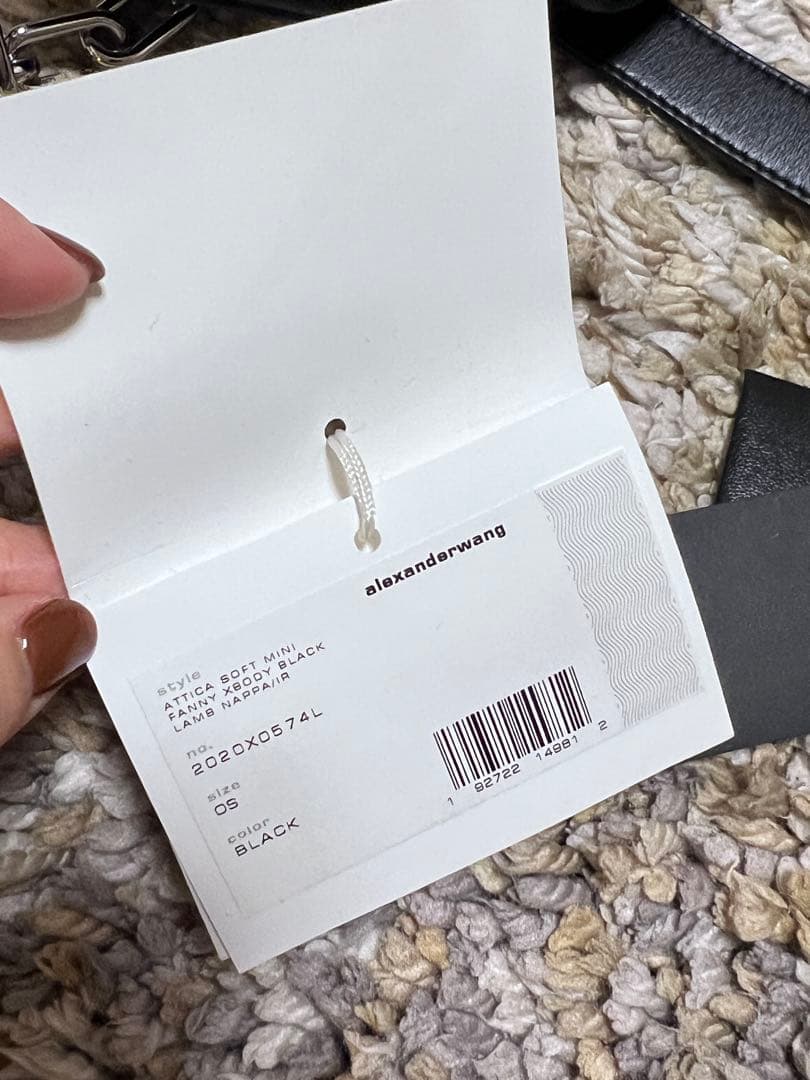 alexanderwang
style
ATTICA SOFT MINI
FANNY XBODY BLACK
LAMB NAPPA/IR
no.
2020X0574L
size
OS
color
BLACK
1 92722 14981 2